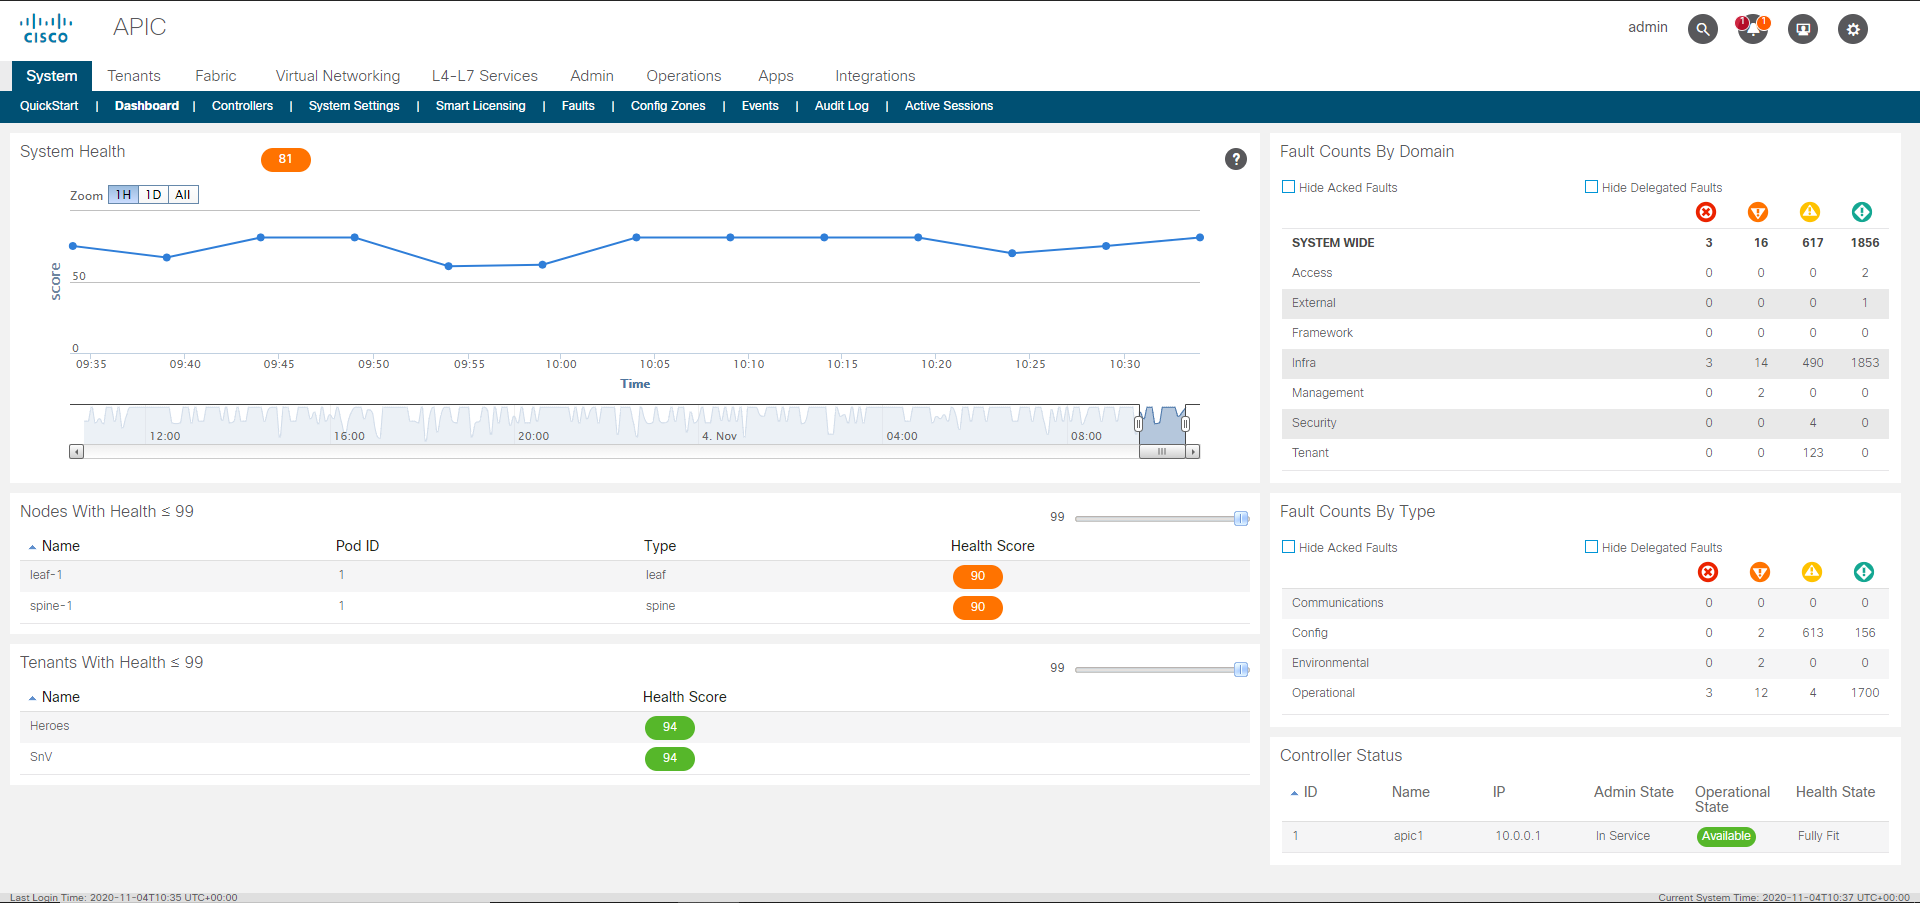 CISCO APIC
admin 1 1
System Tenants Fabric Virtual Networking L4-L7 Services Admin Operations Apps Integrations
QuickStart | Dashboard | Controllers | System Settings | Smart Licensing | Faults | Config Zones | Events | Audit Log | Active Sessions
System Health 81 ?
Zoom 1H 1D All
score
50
0
09:35 09:40 09:45 09:50 09:55 10:00 10:05 10:10 10:15 10:20 10:25 10:30
Time
12:00 16:00 20:00 4. Nov 04:00 08:00
Nodes With Health ≤ 99
99
Name Pod ID Type Health Score
leaf-1 1 leaf 90
spine-1 1 spine 90
Tenants With Health ≤ 99
99
Name Health Score
Heroes 94
SnV 94
Fault Counts By Domain
Hide Acked Faults Hide Delegated Faults
SYSTEM WIDE 3 16 617 1856
Access 0 0 0 2
External 0 0 0 1
Framework 0 0 0 0
Infra 3 14 490 1853
Management 0 2 0 0
Security 0 0 4 0
Tenant 0 0 123 0
Fault Counts By Type
Hide Acked Faults Hide Delegated Faults
Communications 0 0 0 0
Config 0 2 613 156
Environmental 0 2 0 0
Operational 3 12 4 1700
Controller Status
ID Name IP Admin State Operational State Health State
1 apic1 10.0.0.1 In Service Available Fully Fit
Last Login Time: 2020-11-04T10:35 UTC+00:00
Current System Time: 2020-11-04T10:37 UTC+00:00